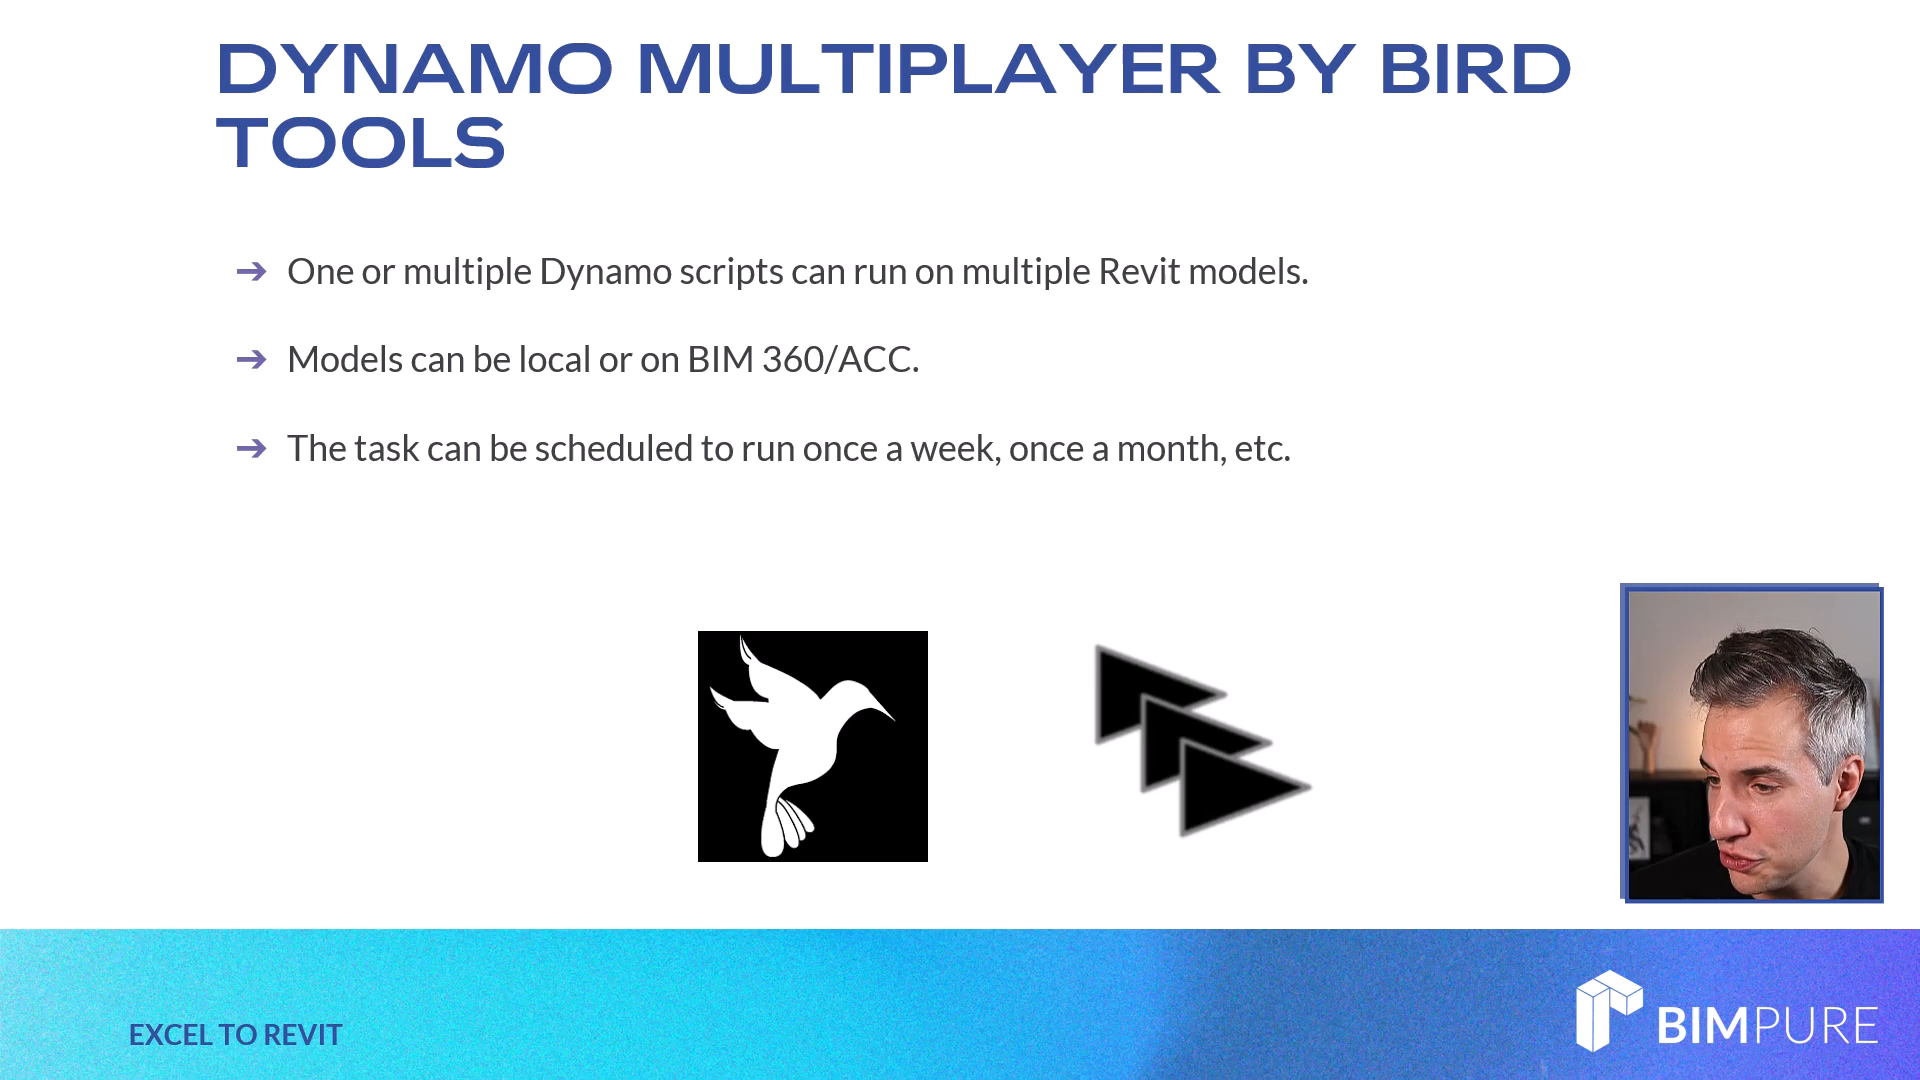 DYNAMO MULTIPLAYER BY BIRD
TOOLS
➔ One or multiple Dynamo scripts can run on multiple Revit models.
➔ Models can be local or on BIM 360/ACC.
➔ The task can be scheduled to run once a week, once a month, etc.
EXCEL TO REVIT
BIMPURE